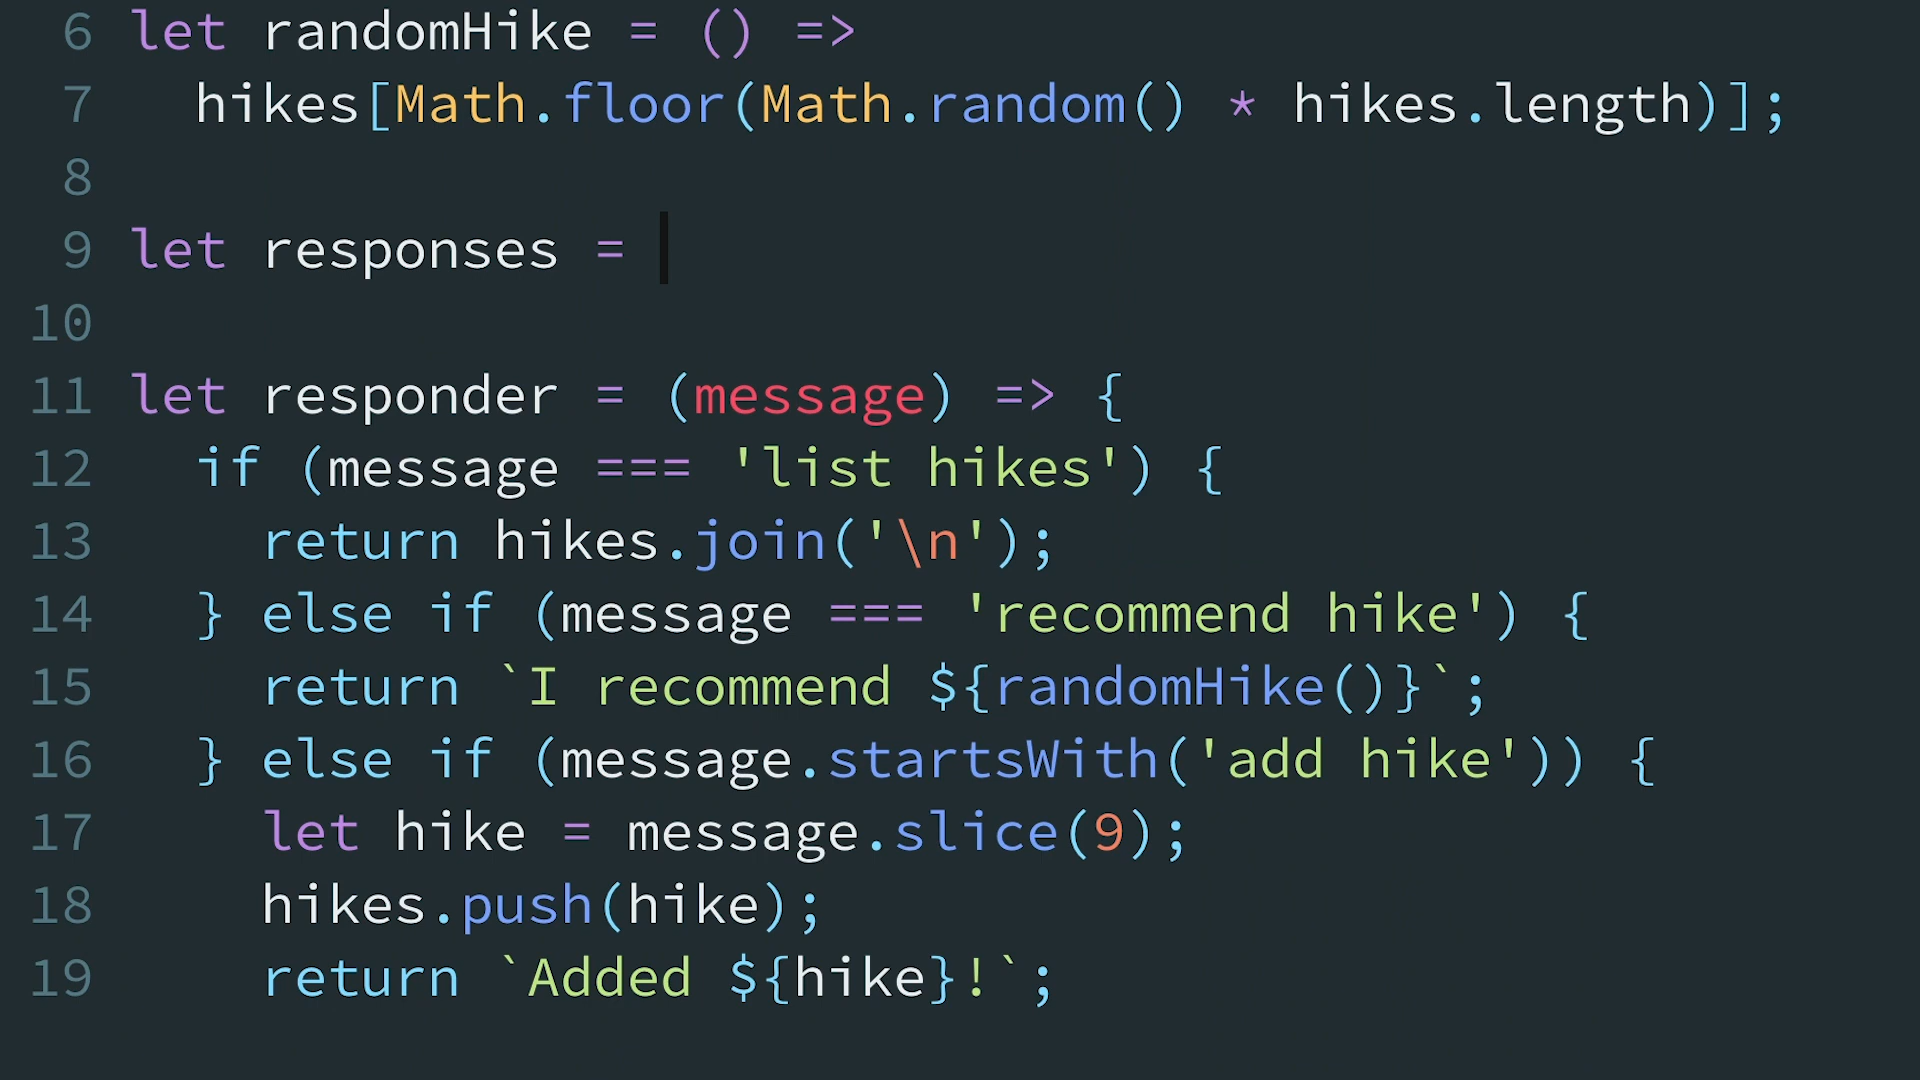 6 let randomHike = () =>
7 hikes[Math.floor(Math.random() * hikes.length)];
8
9 let responses =
10
11 let responder = (message) => {
12 if (message === 'list hikes') {
13 return hikes.join('\n');
14 } else if (message === 'recommend hike') {
15 return `I recommend ${randomHike()}`;
16 } else if (message.startsWith('add hike')) {
17 let hike = message.slice(9);
18 hikes.push(hike);
19 return `Added ${hike}!`;